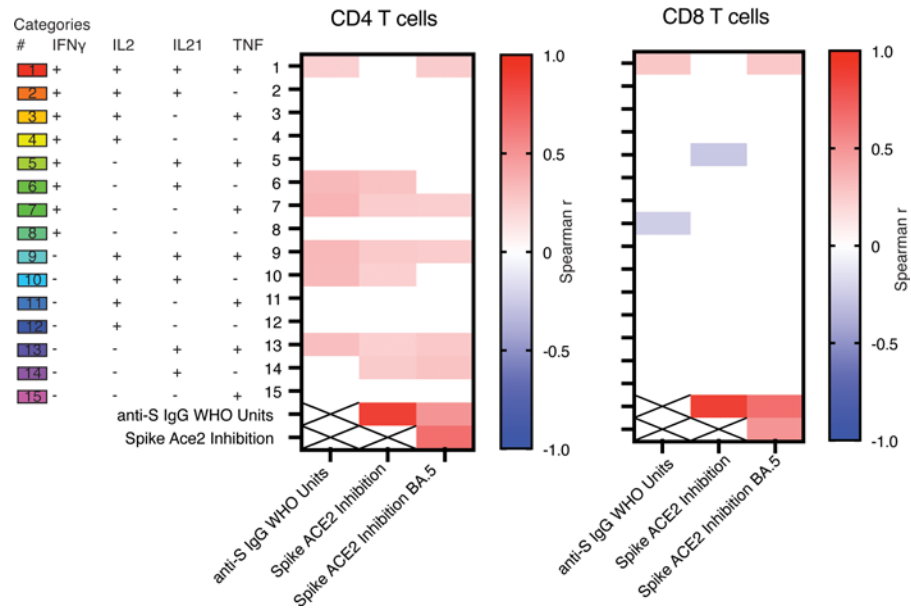 CD4 T cells
CD8 T cells
Categories
# IFNγ IL2 IL21 TNF
1 + + + +
2 + + + -
3 + + - +
4 + + - -
5 + - + +
6 + - + -
7 + - - +
8 + - - -
9 - + + +
10 - + + -
11 - + - +
12 - + - -
13 - - + +
14 - - + -
15 - - - +
1
2
3
4
5
6
7
8
9
10
11
12
13
14
15
anti-S IgG WHO Units
Spike Ace2 Inhibition
anti-S IgG WHO Units
Spike ACE2 Inhibition
Spike ACE2 Inhibition BA.5
1.0
0.5
0
-0.5
-1.0
Spearman r
anti-S IgG WHO Units
Spike ACE2 Inhibition
Spike ACE2 Inhibition BA.5
1.0
0.5
0
-0.5
-1.0
Spearman r